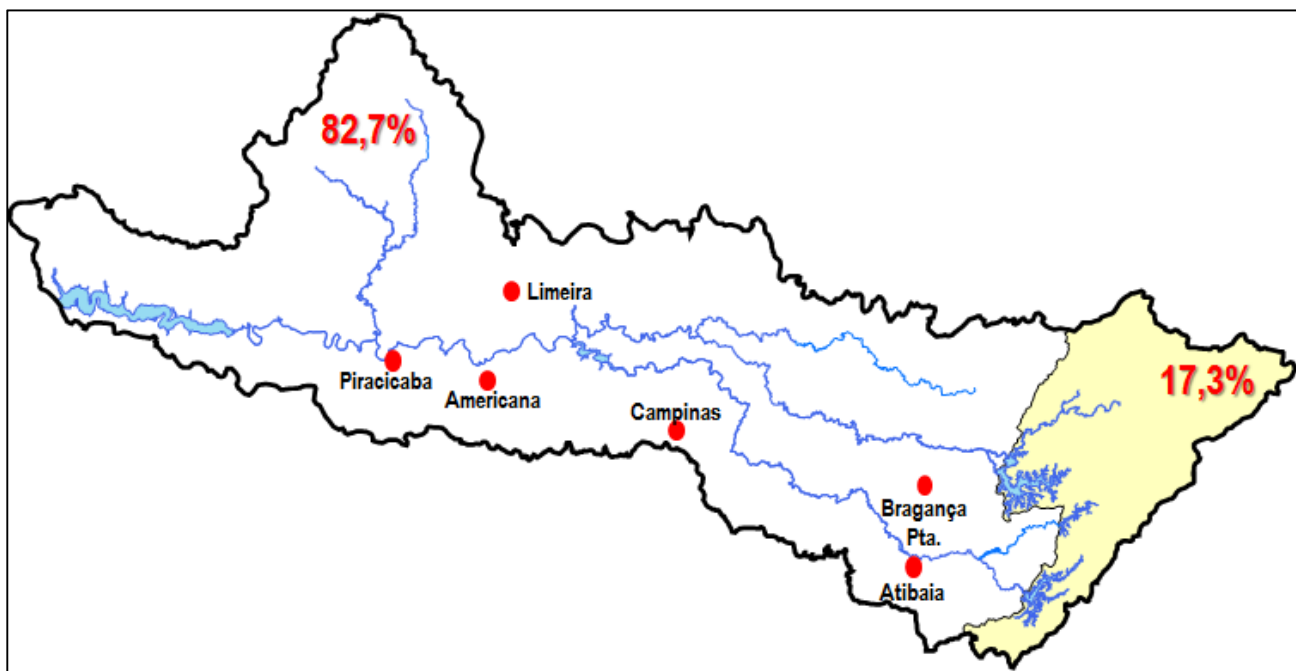 82,7%
Limeira
17,3%
Piracicaba
Americana
Campinas
Bragança
Pta.
Atibaia